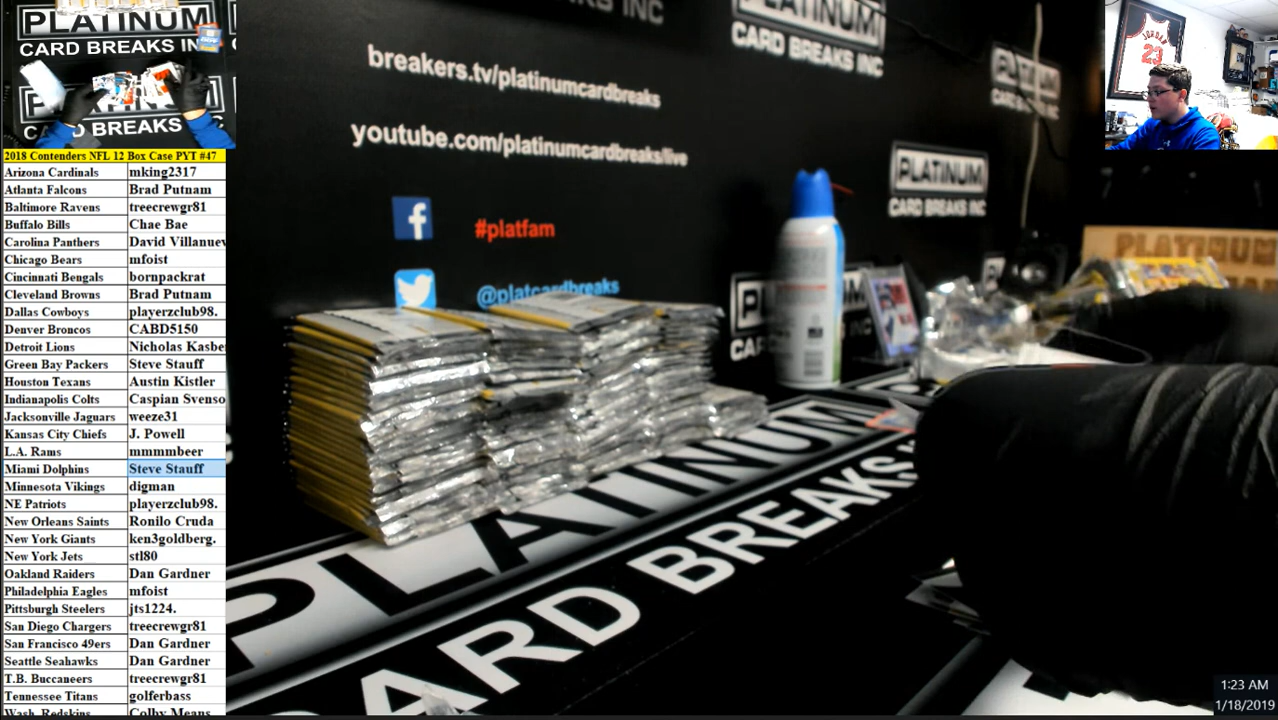 PLATINUM
CARD BREAKS INC
CARD BREAKS INC
2018 Contenders NFL 12 Box Case PYT #47
Arizona Cardinals mking2317
Atlanta Falcons Brad Putnam
Baltimore Ravens treecrewgr81
Buffalo Bills Chae Bae
Carolina Panthers David Villanuev
Chicago Bears mfoist
Cincinnati Bengals bornpackrat
Cleveland Browns Brad Putnam
Dallas Cowboys playerzclub98.
Denver Broncos CABD5150
Detroit Lions Nicholas Kasbe
Green Bay Packers Steve Stauff
Houston Texans Austin Kistler
Indianapolis Colts Caspian Svenso
Jacksonville Jaguars weeze31
Kansas City Chiefs J. Powell
L.A. Rams mmmmbeer
Miami Dolphins Steve Stauff
Minnesota Vikings digman
NE Patriots playerzclub98.
New Orleans Saints Ronilo Cruda
New York Giants ken3goldberg.
New York Jets stl80
Oakland Raiders Dan Gardner
Philadelphia Eagles mfoist
Pittsburgh Steelers jts1224.
San Diego Chargers treecrewgr81
San Francisco 49ers Dan Gardner
Seattle Seahawks Dan Gardner
T.B. Buccaneers treecrewgr81
Tennessee Titans golferbass
Wash. Redskins Colby Means
BREAKS INC
PLATINUM
CARD BREAKS INC
breakers.tv/platinumcardbreaks
youtube.com/platinumcardbreaks/live
#platfam
@platcardbreaks
PLATINUM
CARD BREAKS INC
PLATINUM
CARD BREAKS INC
PLATINUM
PLATINUM
CARD BREAKS
JORDAN
23
1:23 AM
1/18/2019